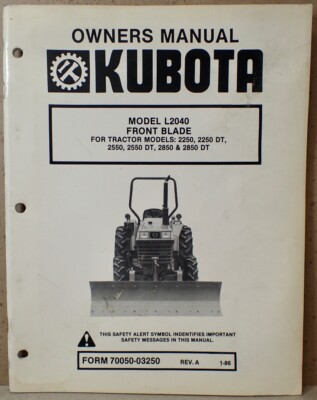 OWNERS MANUAL
KUBOTA
MODEL L2040
FRONT BLADE
FOR TRACTOR MODELS: 2250, 2250 DT,
2550, 2550 DT, 2850 & 2850 DT
THIS SAFETY ALERT SYMBOL INDENTIFIES IMPORTANT
SAFETY MESSAGES IN THIS MANUAL.
FORM 70050-03250 REV. A 1-86